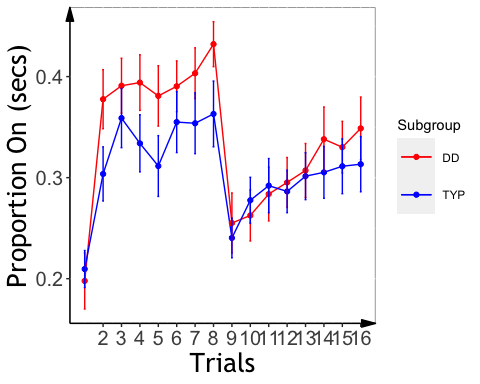 Proportion On (secs)
0.4
0.3
0.2
2 3 4 5 6 7 8 9 10 11 12 13 14 15 16
Trials
Subgroup
DD
TYP